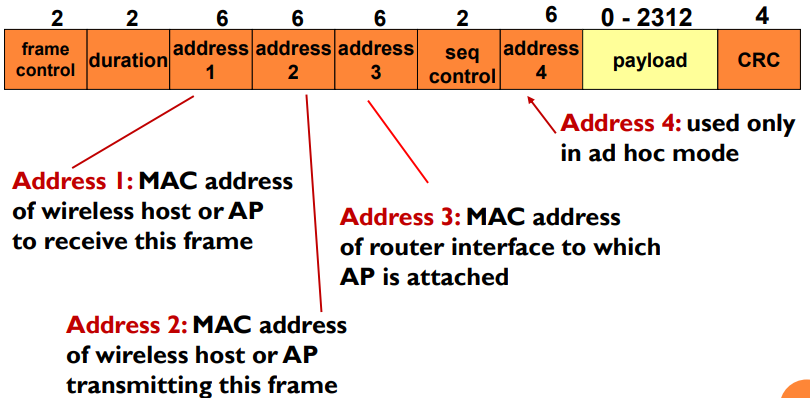 2 2 6 6 6 2 6 0 - 2312 4
frame control
duration
address 1
address 2
address 3
seq control
address 4
payload
CRC
Address 4: used only
in ad hoc mode
Address 1: MAC address
of wireless host or AP
to receive this frame
Address 3: MAC address
of router interface to which
AP is attached
Address 2: MAC address
of wireless host or AP
transmitting this frame